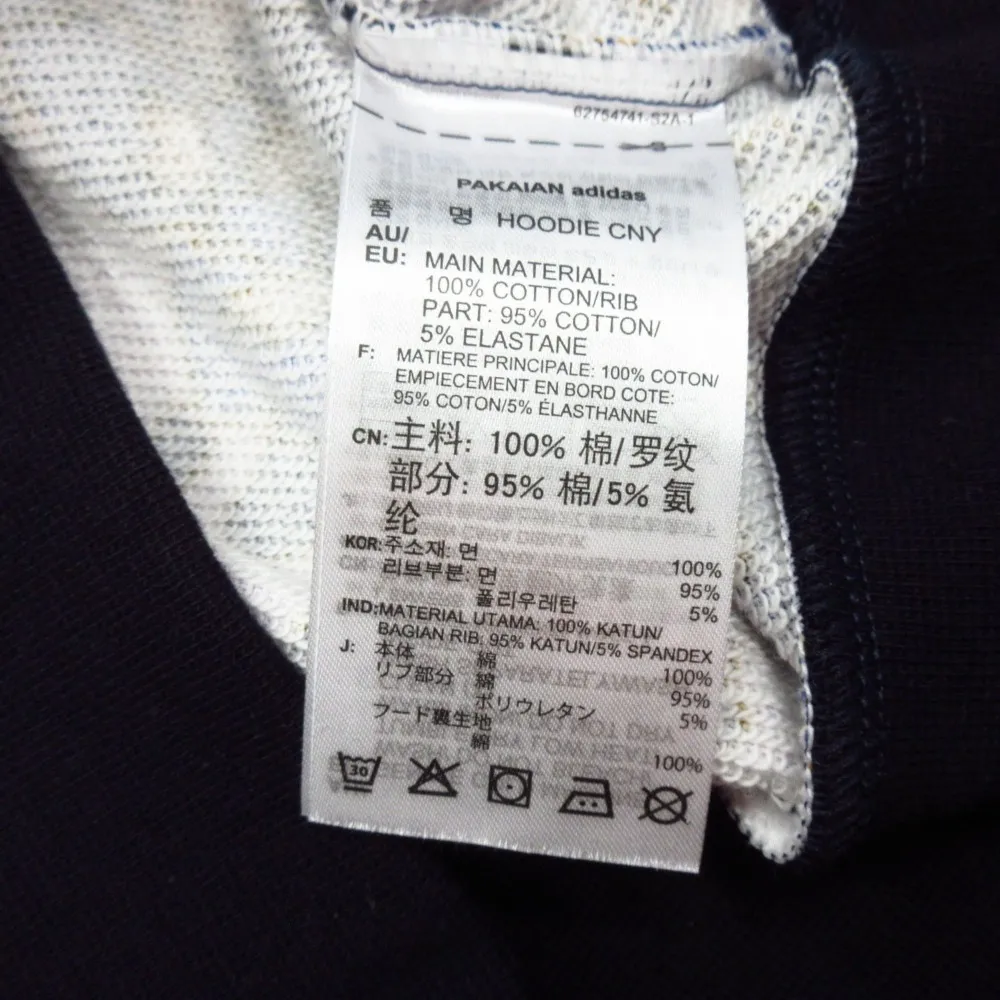 62754741-S2A-1
PAKAIAN adidas
품 명 HOODIE CNY
AU/
EU: MAIN MATERIAL:
100% COTTON/RIB
PART: 95% COTTON/
5% ELASTANE
F: MATIERE PRINCIPALE: 100% COTON/
EMPIECEMENT EN BORD COTE:
95% COTON/5% ÉLASTHANNE
CN: 主料: 100% 棉/罗纹
部分: 95% 棉/5% 氨
纶
KOR: 주소재: 면 100%
리브부분: 면 95%
폴리우레탄 5%
IND: MATERIAL UTAMA: 100% KATUN/
BAGIAN RIB: 95% KATUN/5% SPANDEX
J: 本体 綿 100%
リブ部分 綿 95%
ポリウレタン 5%
フード裏生地
綿 100%
30